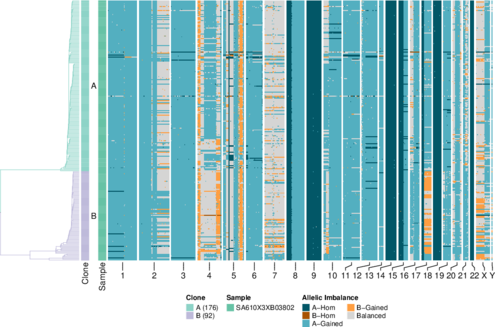 A
B
Clone
Sample
1 2 3 4 5 6 7 8 9 10 11 12 13 14 15 16 17 18 19 20 21 22 X Y
Clone
A (176)
B (92)
Sample
SA610X3XB03802
Allelic Imbalance
A–Hom
B–Hom
A–Gained
B–Gained
Balanced